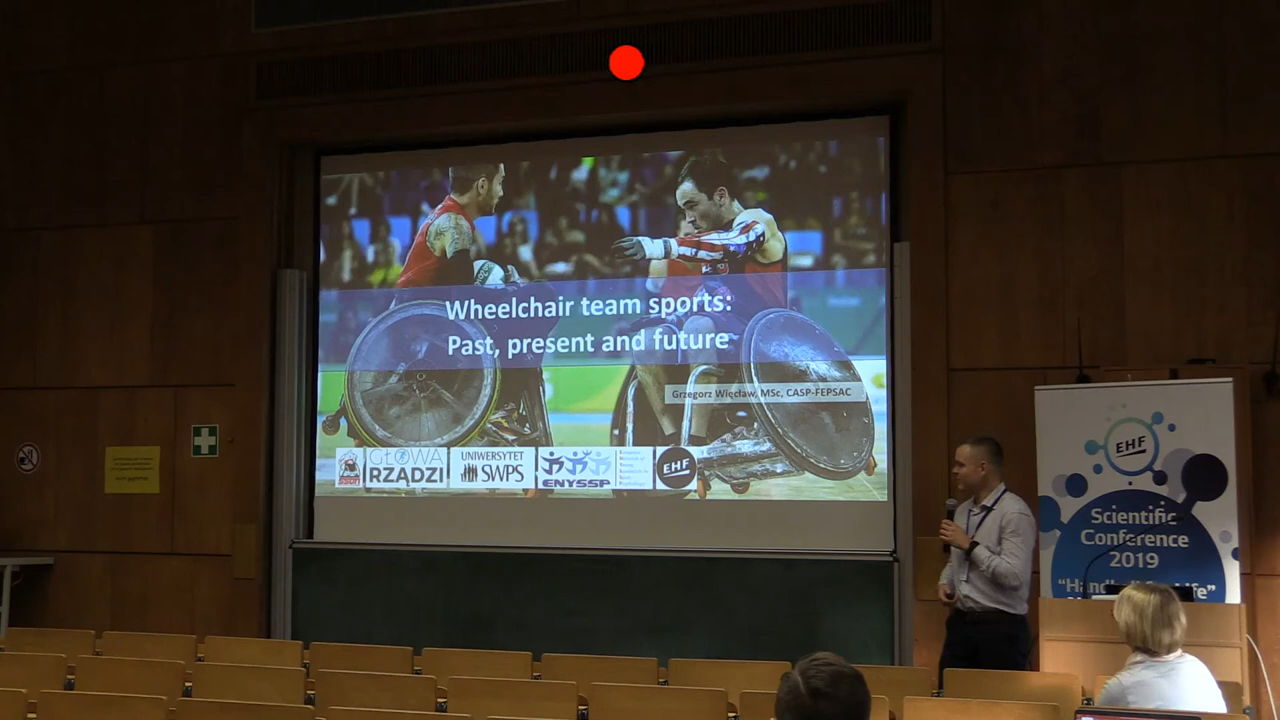 Wheelchair team sports:
Past, present and future
Grzegorz Więcław, MSc, CASP-FEPSAC
GŁOWA
RZĄDZI
UNIWERSYTET
SWPS
ENYSSP
EHF
EHF
Scientific
Conference
2019